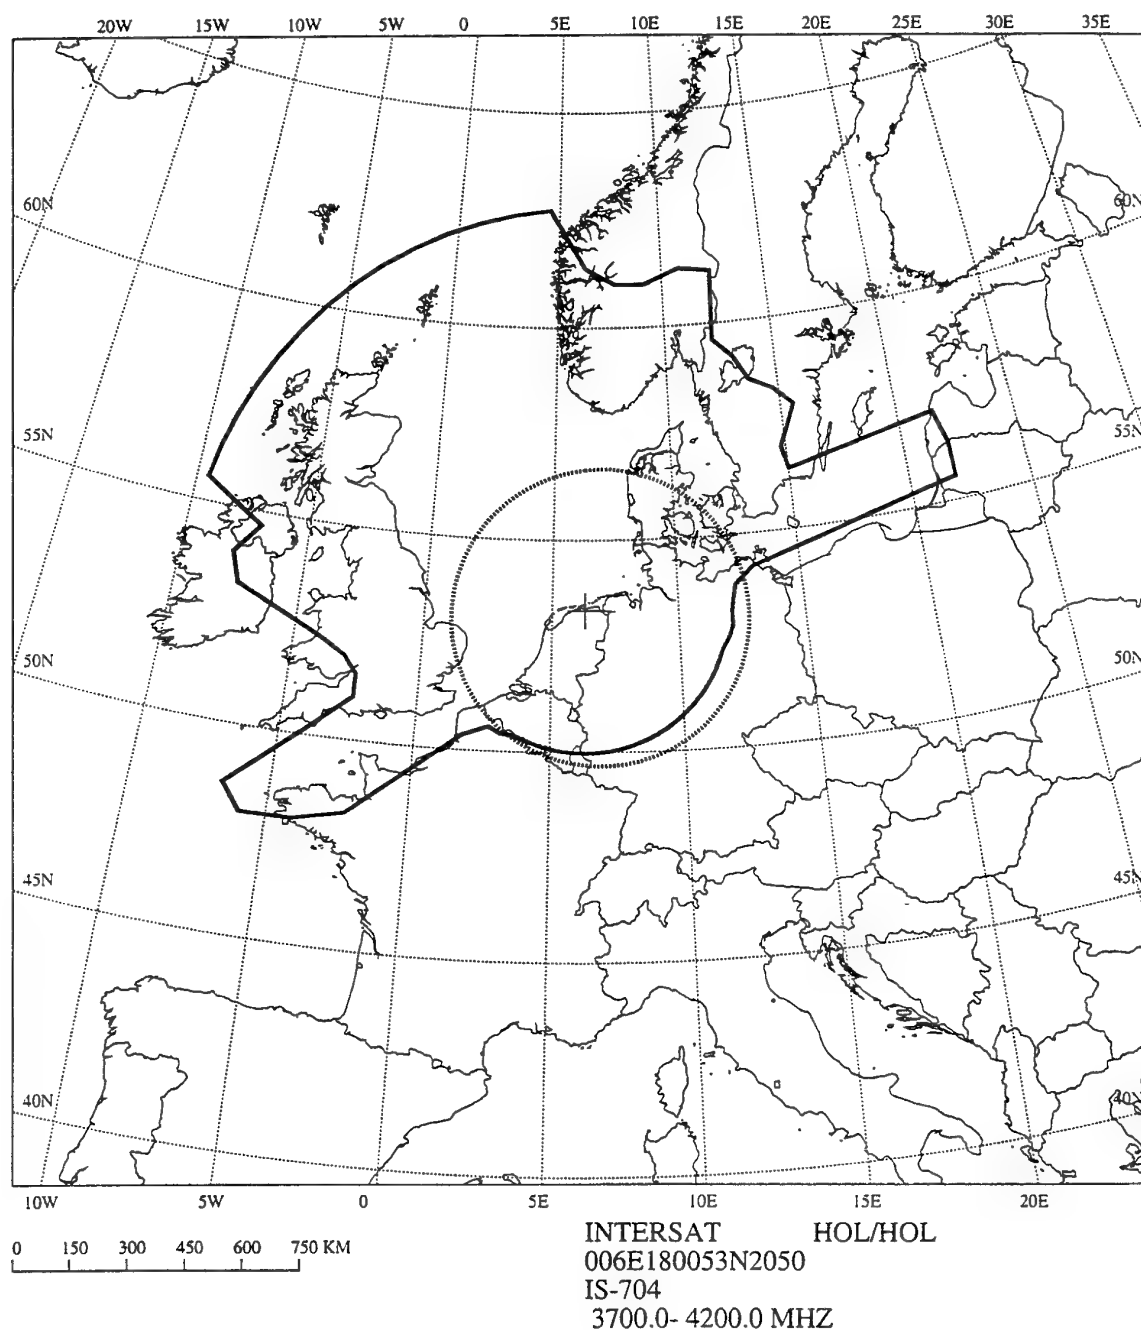 20W 15W 10W 5W 0 5E 10E 15E 20E 25E 30E 35E
60N 60N
55N 55N
50N 50N
45N 45N
40N 40N
10W 5W 0 5E 10E 15E 20E
0 150 300 450 600 750 KM
INTERSAT HOL/HOL
006E180053N2050
IS-704
3700.0- 4200.0 MHZ